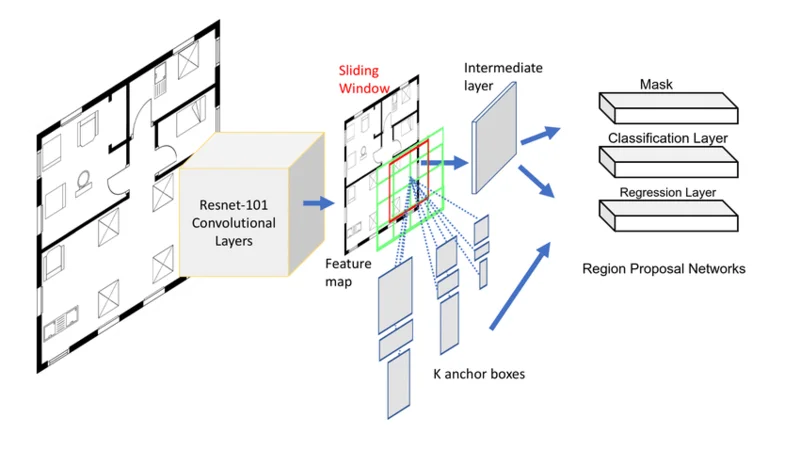 Sliding
Window
Intermediate
layer
Mask
Classification Layer
Regression Layer
Resnet-101
Convolutional
Layers
Feature
map
Region Proposal Networks
K anchor boxes